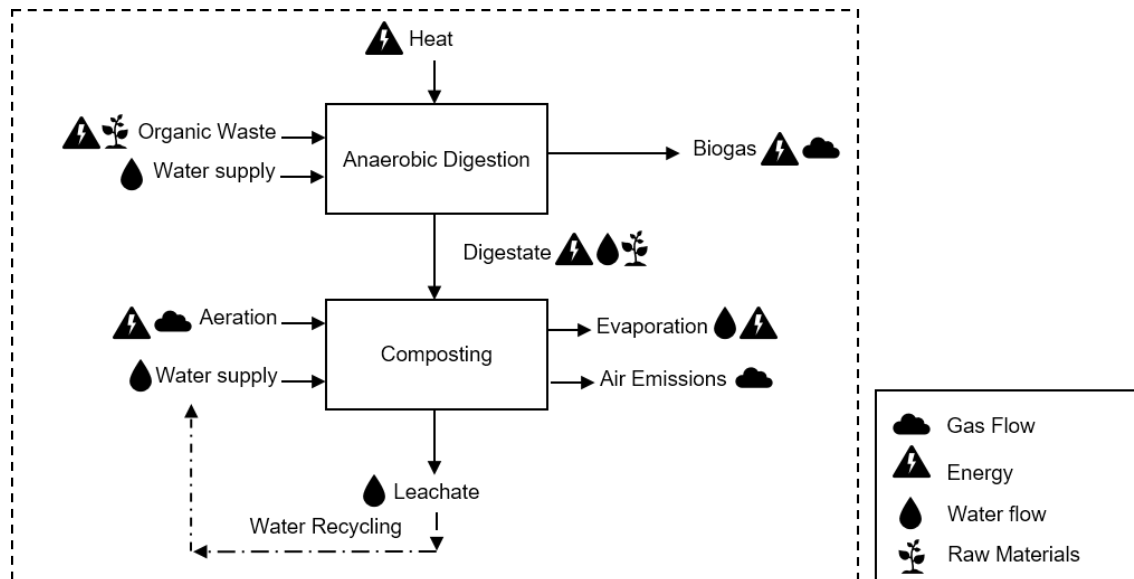 Heat
Organic Waste
Water supply
Anaerobic Digestion
Biogas
Digestate
Aeration
Water supply
Composting
Evaporation
Air Emissions
Leachate
Water Recycling
Gas Flow
Energy
Water flow
Raw Materials